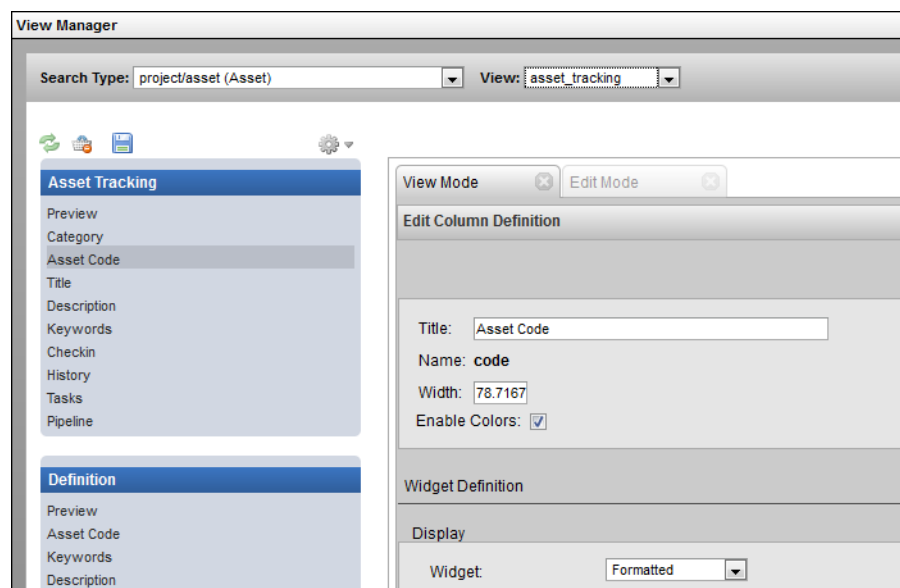 View Manager
Search Type: project/asset (Asset) View: asset_tracking
Asset Tracking
Preview
Category
Asset Code
Title
Description
Keywords
Checkin
History
Tasks
Pipeline
Definition
Preview
Asset Code
Keywords
Description
View Mode Edit Mode
Edit Column Definition
Title: Asset Code
Name: code
Width: 78.7167
Enable Colors:
Widget Definition
Display
Widget: Formatted